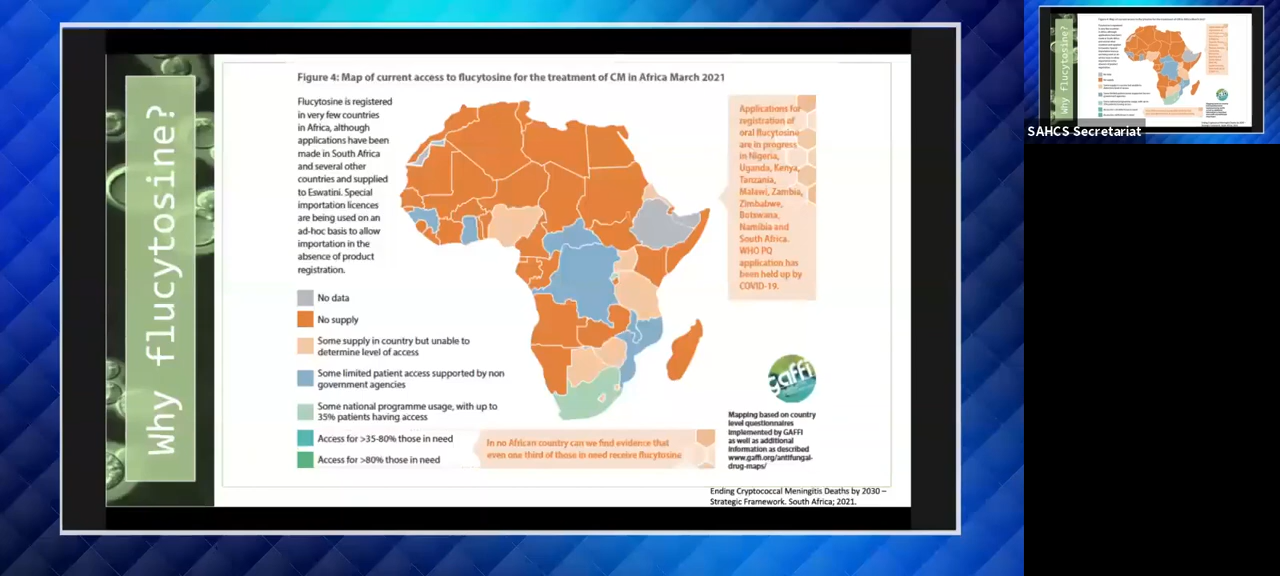 Why flucytosine?
Figure 4: Map of current access to flucytosine for the treatment of CM in Africa March 2021
Flucytosine is registered
in very few countries
in Africa, although
applications have been
made in South Africa
and several other
countries and supplied
to Eswatini. Special
importation licences
are being used on an
ad-hoc basis to allow
importation in the
absence of product
registration.
No data
No supply
Some supply in country but unable to
determine level of access
Some limited patient access supported by non
government agencies
Some national programme usage, with up to
35% patients having access
Access for >35-80% those in need
Access for >80% those in need
Applications for
registration of
oral flucytosine
are in progress
in Nigeria,
Uganda, Kenya,
Tanzania,
Malawi, Zambia,
Zimbabwe,
Botswana,
Namibia and
South Africa.
WHO PQ
application has
been held up by
COVID-19.
In no African country can we find evidence that
even one third of those in need receive flucytosine
gaffi
Mapping based on country
level questionnaires
implemented by GAFFI
as well as additional
information as described
www.gaffi.org/antifungal-
drug-maps/
Ending Cryptococcal Meningitis Deaths by 2030 –
Strategic Framework. South Africa; 2021.
Why flucytosine?
SAHCS Secretariat